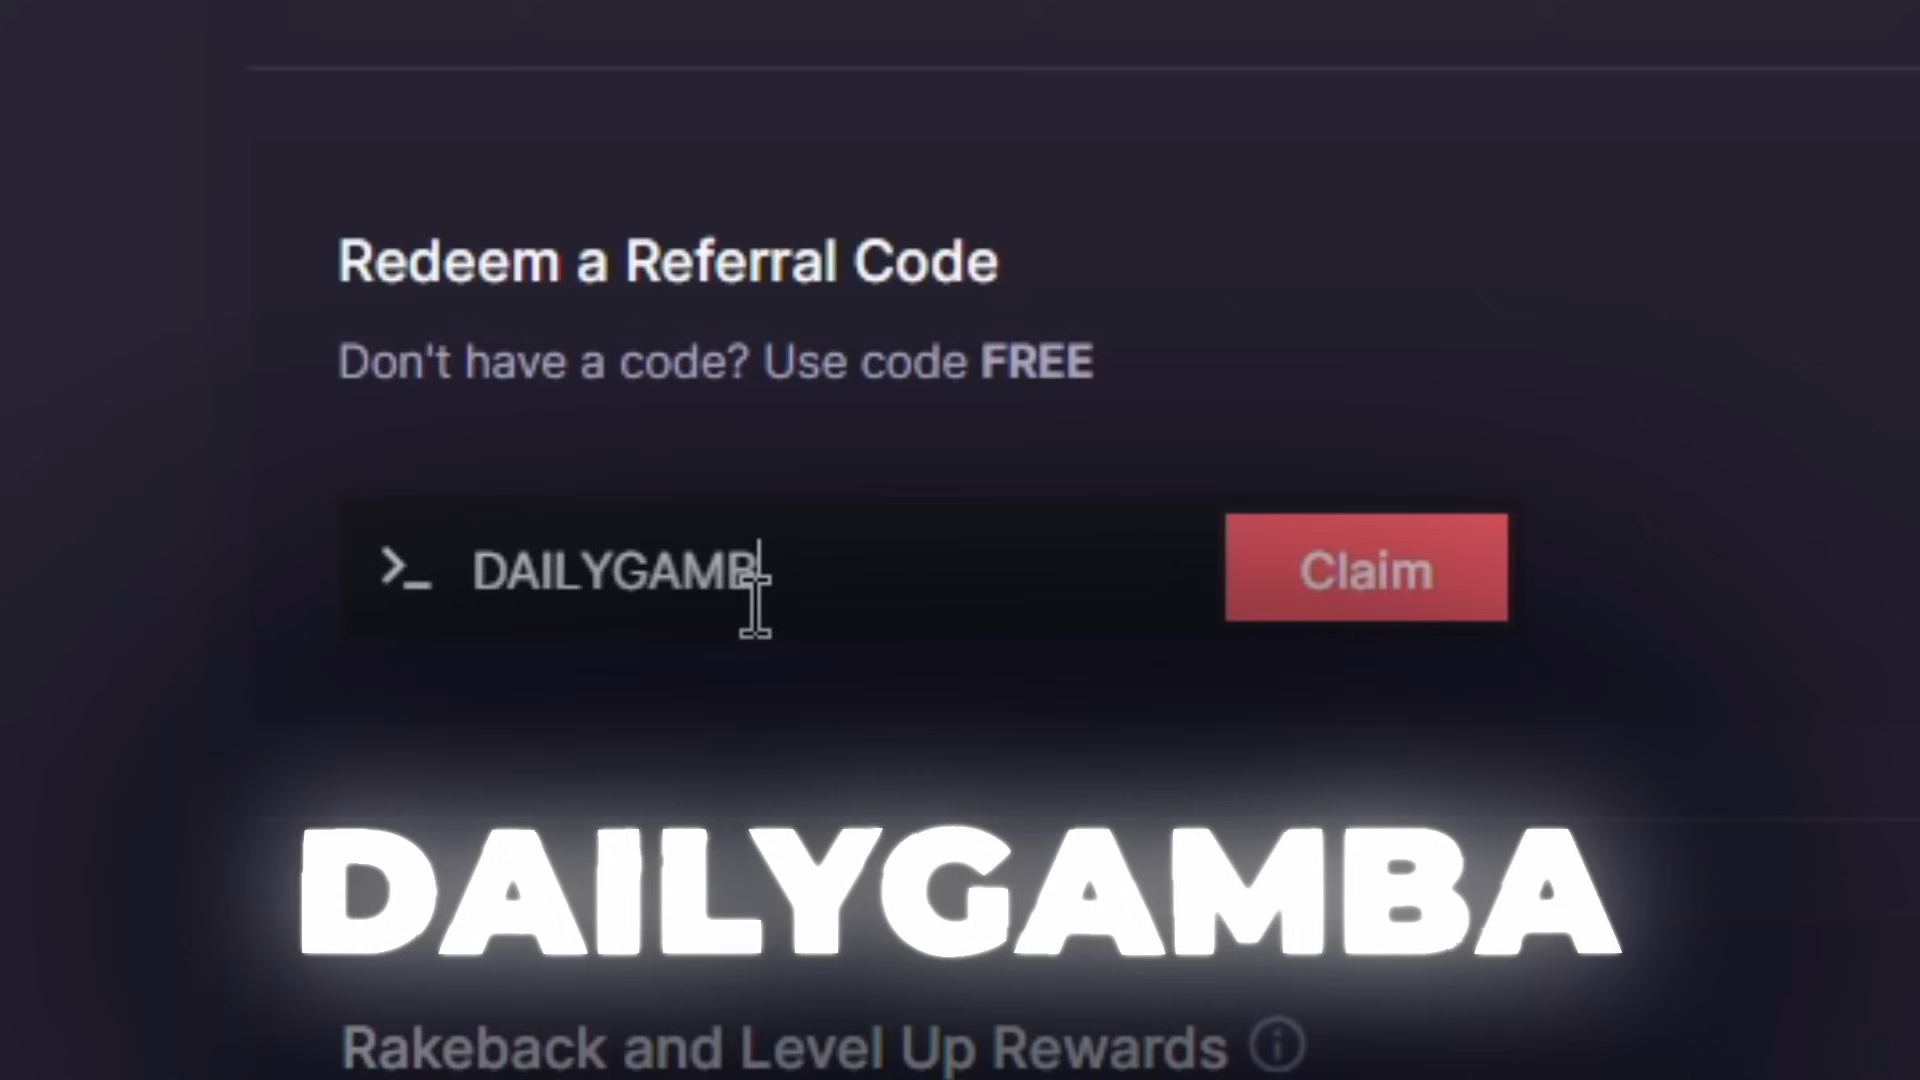 Redeem a Referral Code
Don't have a code? Use code FREE
>_ DAILYGAMB
Claim
DAILYGAMBA
Rakeback and Level Up Rewards